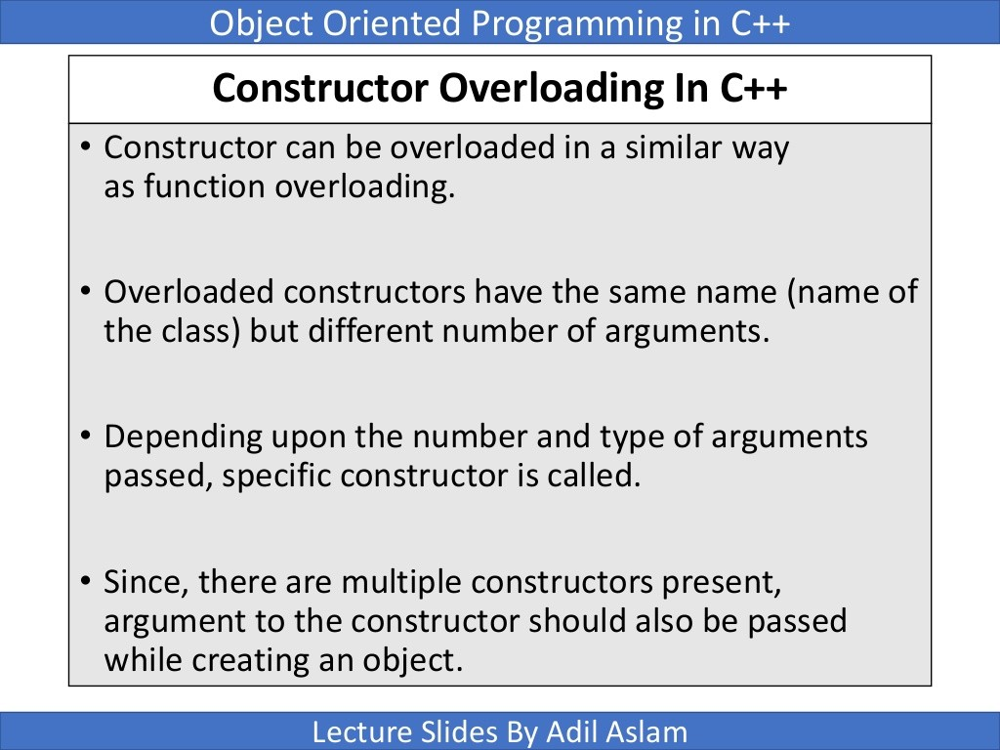 Object Oriented Programming in C++
Constructor Overloading In C++
• Constructor can be overloaded in a similar way
as function overloading.
• Overloaded constructors have the same name (name of
the class) but different number of arguments.
• Depending upon the number and type of arguments
passed, specific constructor is called.
• Since, there are multiple constructors present,
argument to the constructor should also be passed
while creating an object.
Lecture Slides By Adil Aslam